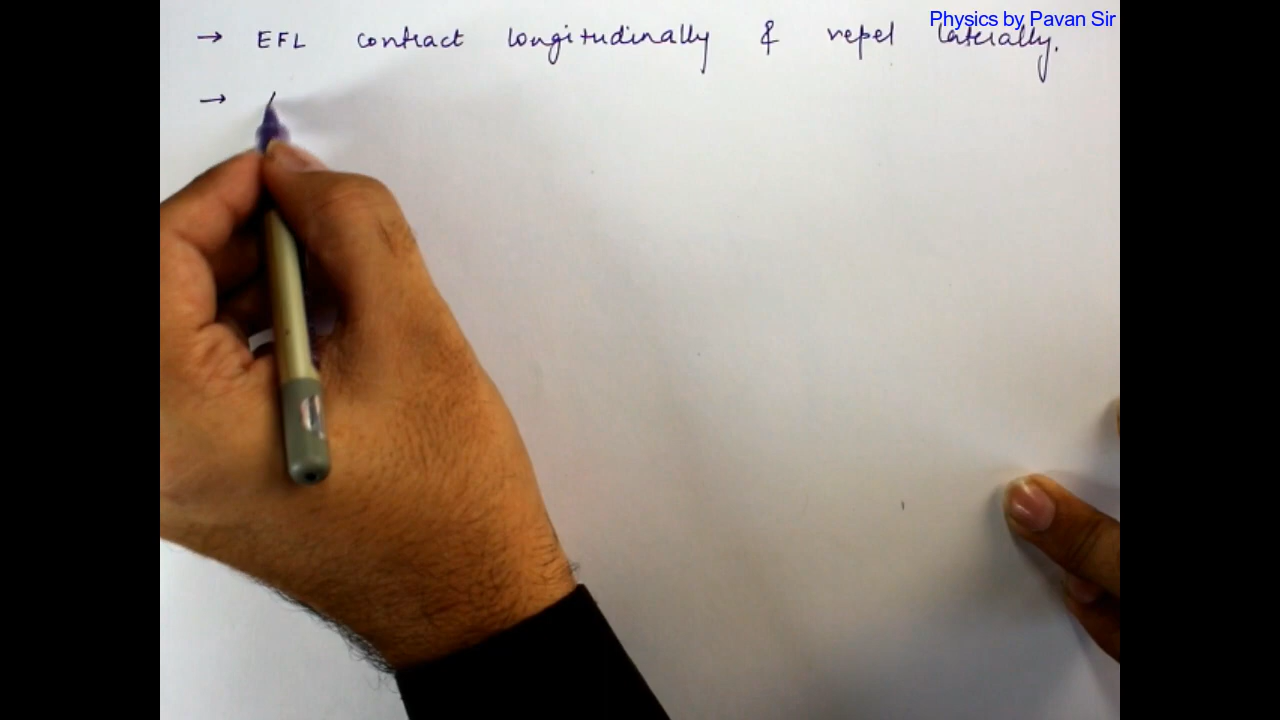 Physics by Pavan Sir
→ EFL contract longitudinally & repel laterally.
→